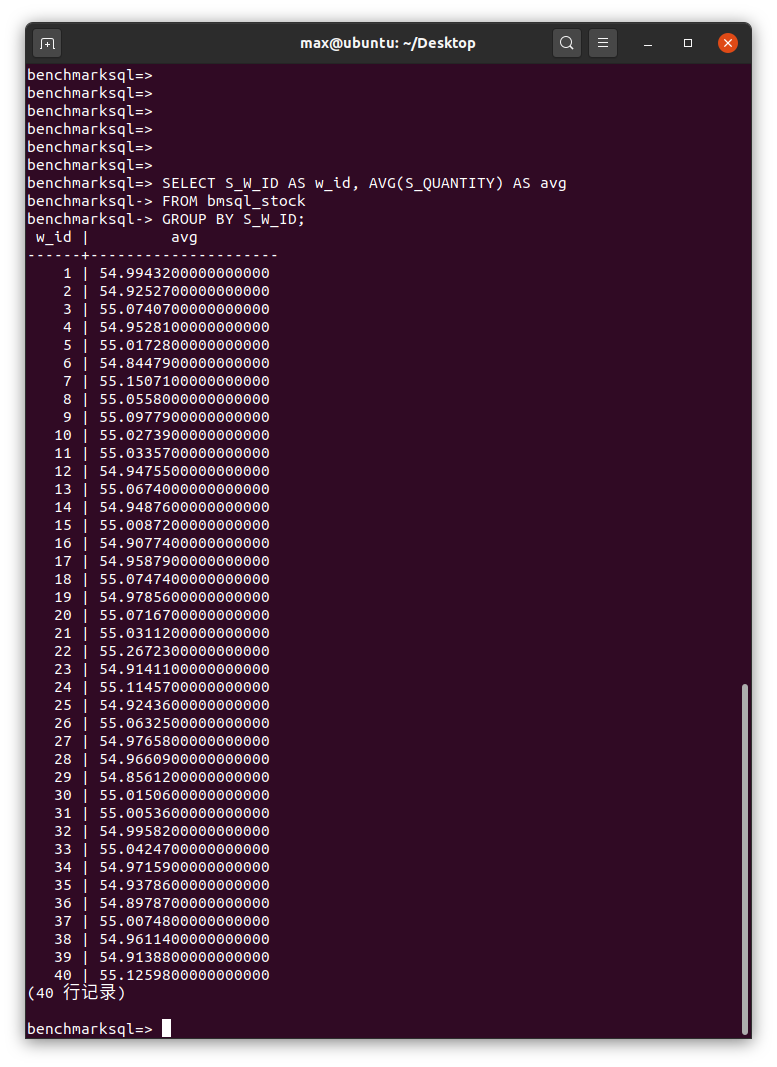 max@ubuntu: ~/Desktop
benchmarksql=>
benchmarksql=>
benchmarksql=>
benchmarksql=>
benchmarksql=>
benchmarksql=>
benchmarksql=> SELECT S_W_ID AS w_id, AVG(S_QUANTITY) AS avg
benchmarksql-> FROM bmsql_stock
benchmarksql-> GROUP BY S_W_ID;
 w_id |         avg
------+---------------------
    1 | 54.9943200000000000
    2 | 54.9252700000000000
    3 | 55.0740700000000000
    4 | 54.9528100000000000
    5 | 55.0172800000000000
    6 | 54.8447900000000000
    7 | 55.1507100000000000
    8 | 55.0558000000000000
    9 | 55.0977900000000000
   10 | 55.0273900000000000
   11 | 55.0335700000000000
   12 | 54.9475500000000000
   13 | 55.0674000000000000
   14 | 54.9487600000000000
   15 | 55.0087200000000000
   16 | 54.9077400000000000
   17 | 54.9587900000000000
   18 | 55.0747400000000000
   19 | 54.9785600000000000
   20 | 55.0716700000000000
   21 | 55.0311200000000000
   22 | 55.2672300000000000
   23 | 54.9141100000000000
   24 | 55.1145700000000000
   25 | 54.9243600000000000
   26 | 55.0632500000000000
   27 | 54.9765800000000000
   28 | 54.9660900000000000
   29 | 54.8561200000000000
   30 | 55.0150600000000000
   31 | 55.0053600000000000
   32 | 54.9958200000000000
   33 | 55.0424700000000000
   34 | 54.9715900000000000
   35 | 54.9378600000000000
   36 | 54.8978700000000000
   37 | 55.0074800000000000
   38 | 54.9611400000000000
   39 | 54.9138800000000000
   40 | 55.1259800000000000
(40 行记录)
benchmarksql=>